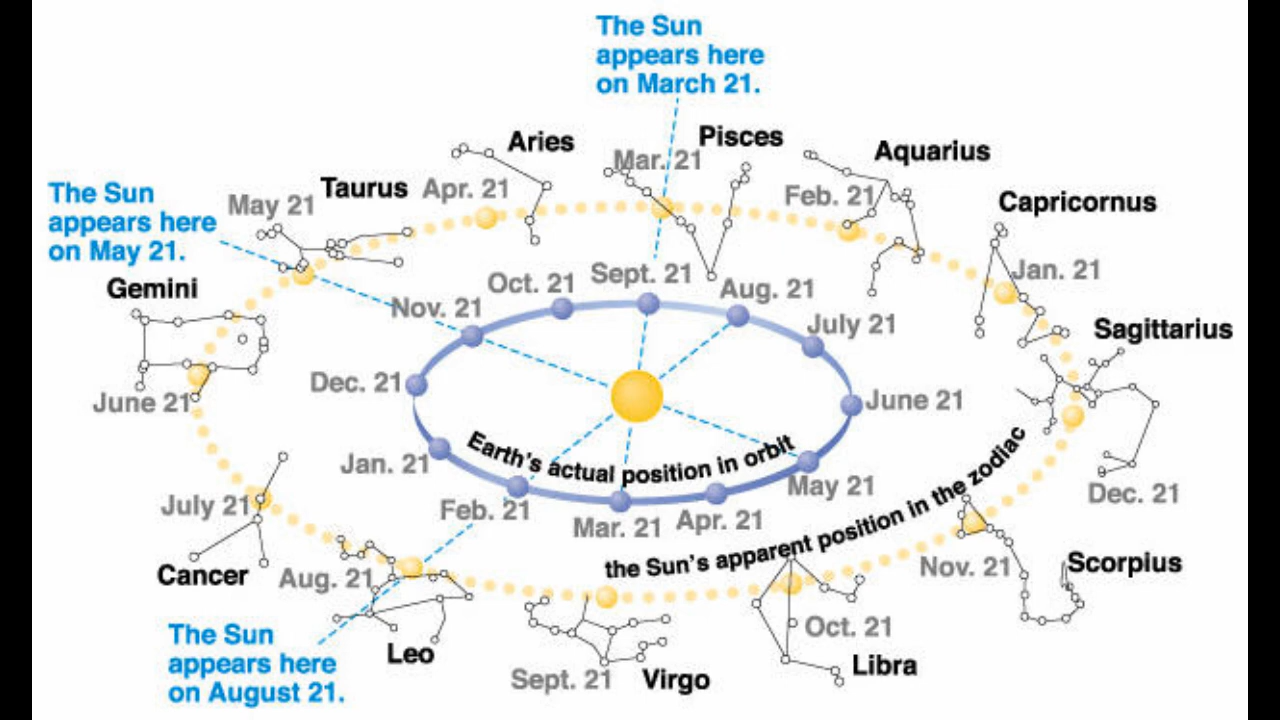 The Sun
appears here
on March 21.
Aries
Pisces
Mar. 21
Aquarius
The Sun
appears here
on May 21.
May 21
Taurus
Apr. 21
Feb. 21
Capricornus
Gemini
Nov. 21
Oct. 21
Sept. 21
Aug. 21
Jan. 21
July 21
Sagittarius
June 21
Dec. 21
June 21
Earth's actual position in orbit
Jan. 21
May 21
Dec. 21
July 21
Feb. 21
Mar. 21
Apr. 21
the Sun's apparent position in the zodiac
Cancer
Aug. 21
Nov. 21
Scorpius
The Sun
appears here
on August 21.
Leo
Sept. 21
Virgo
Oct. 21
Libra